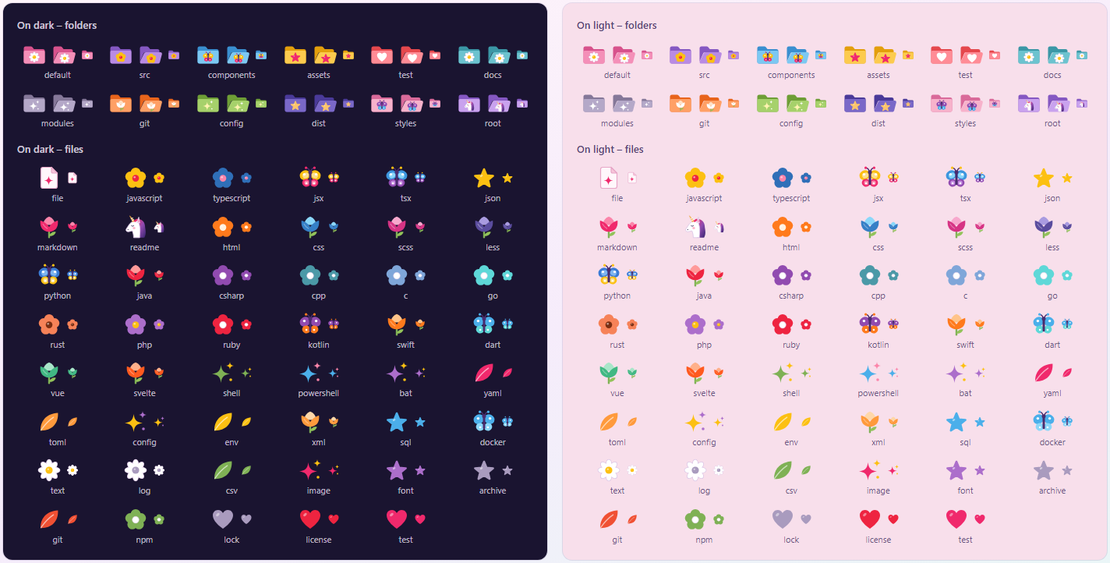 On dark – folders
default src components assets test docs
modules git config dist styles root
On dark – files
file javascript typescript jsx tsx json
markdown readme html css scss less
python java csharp cpp c go
rust php ruby kotlin swift dart
vue svelte shell powershell bat yaml
toml config env xml sql docker
text log csv image font archive
git npm lock license test
On light – folders
default src components assets test docs
modules git config dist styles root
On light – files
file javascript typescript jsx tsx json
markdown readme html css scss less
python java csharp cpp c go
rust php ruby kotlin swift dart
vue svelte shell powershell bat yaml
toml config env xml sql docker
text log csv image font archive
git npm lock license test